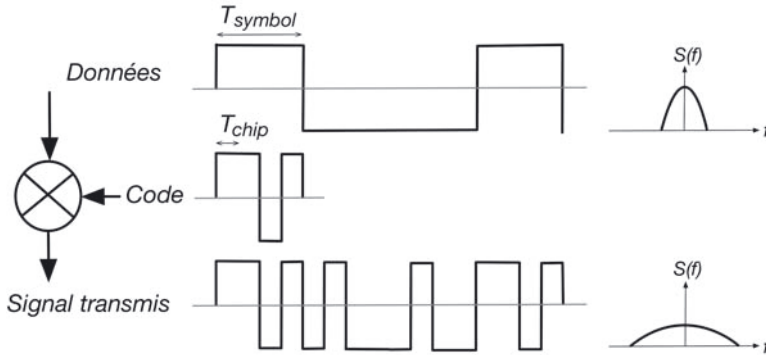 T_symbol
Données
S(f)
f
T_chip
Code
Signal transmis
S(f)
f